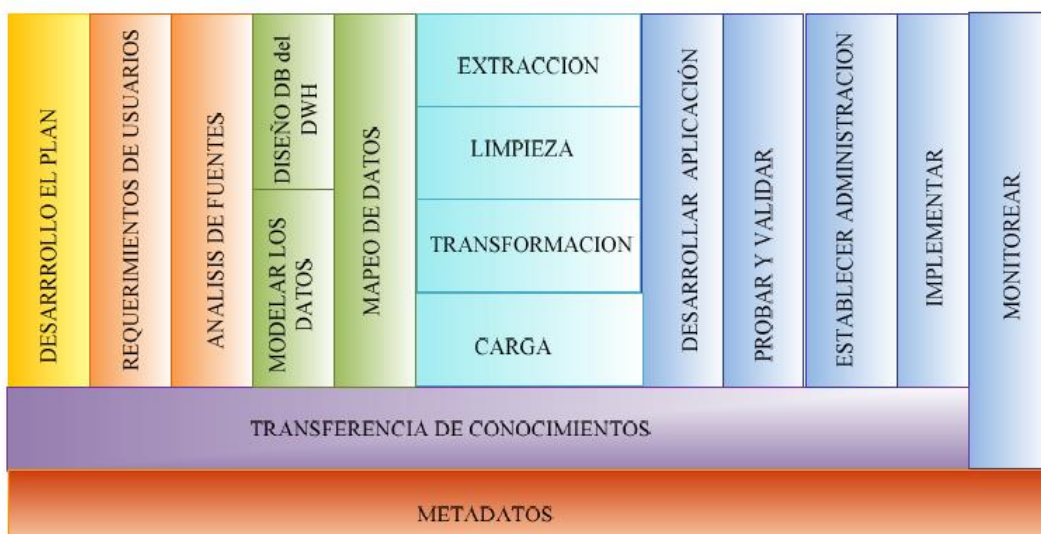 DESARRROLLO EL PLAN
REQUERIMIENTOS DE USUARIOS
ANALISIS DE FUENTES
DISEÑO DB del
DWH
MODELAR LOS
DATOS
MAPEO DE DATOS
EXTRACCION
LIMPIEZA
TRANSFORMACION
CARGA
DESARROLLAR APLICACIÓN
PROBAR Y VALIDAR
ESTABLECER ADMINISTRACION
IMPLEMENTAR
MONITOREAR
TRANSFERENCIA DE CONOCIMIENTOS
METADATOS